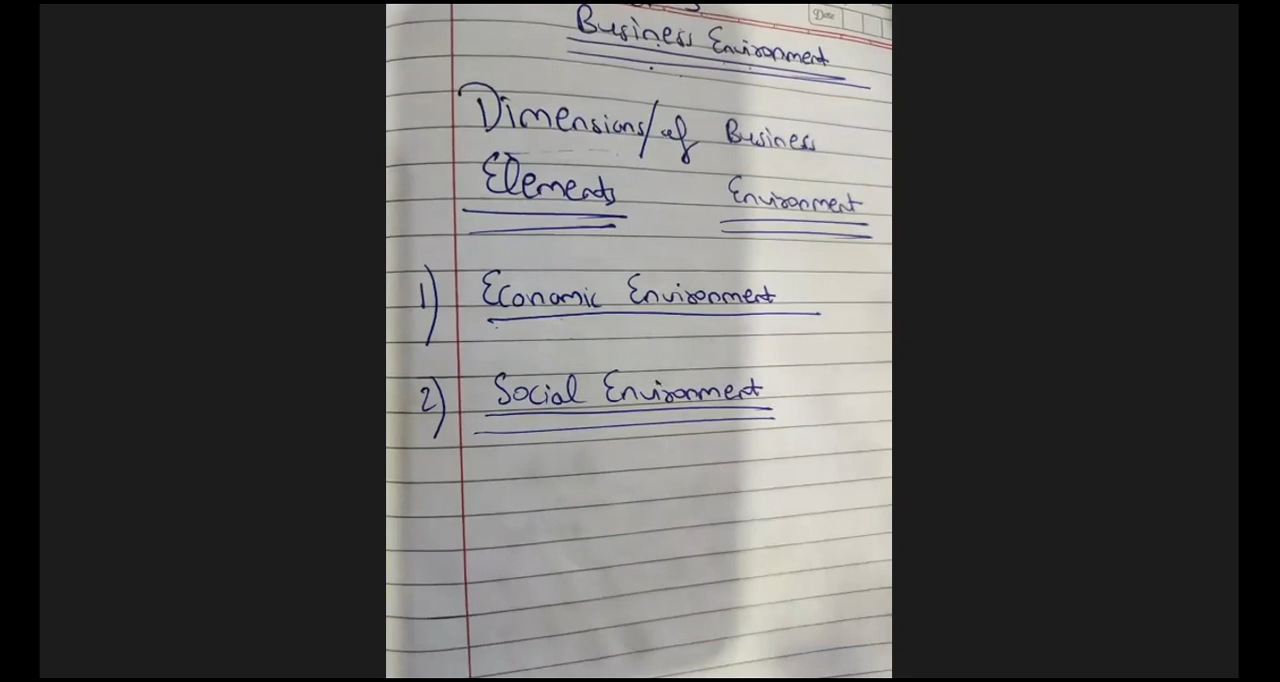 Date
Business Environment
Dimensions/of Business
Elements Environment
1) Economic Environment
2) Social Environment